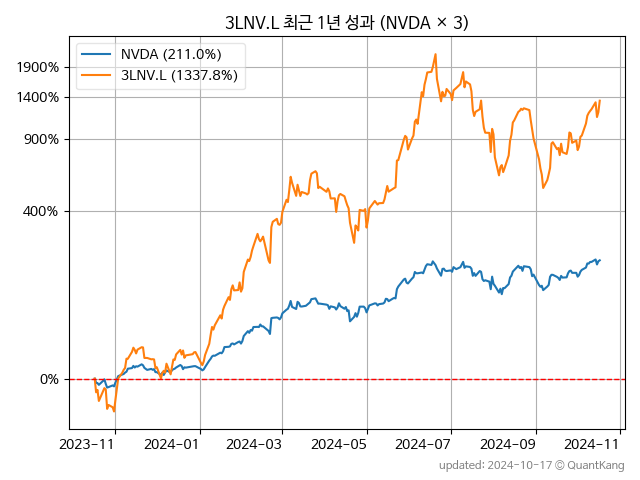 3LNV.L 최근 1년 성과 (NVDA × 3)
NVDA (211.0%)
3LNV.L (1337.8%)
1900%
1400%
900%
400%
0%
2023-11 2024-01 2024-03 2024-05 2024-07 2024-09 2024-11
updated: 2024-10-17 © QuantKang